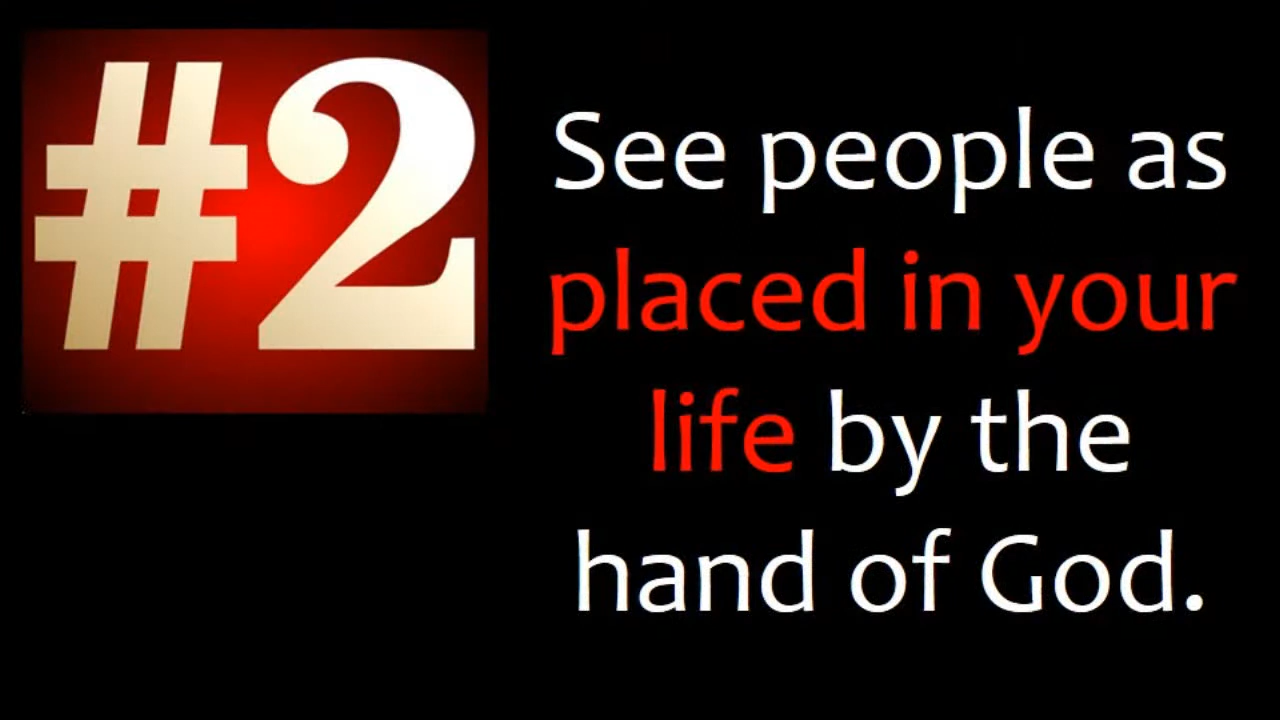 #2
See people as
placed in your
life by the
hand of God.